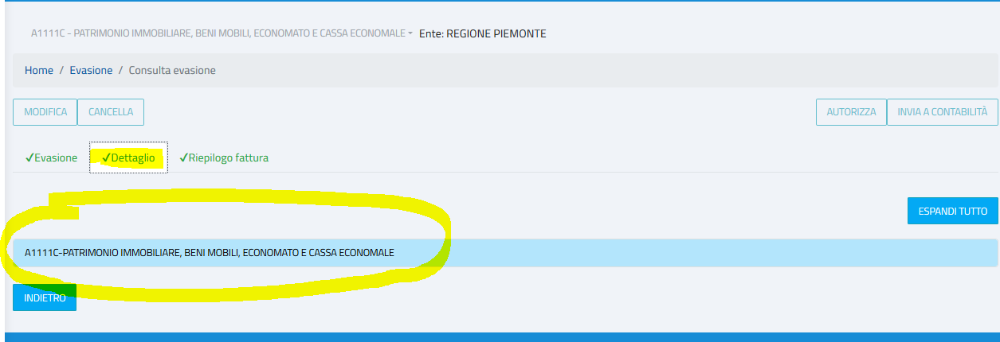 A1111C - PATRIMONIO IMMOBILIARE, BENI MOBILI, ECONOMATO E CASSA ECONOMALE Ente: REGIONE PIEMONTE
Home / Evasione / Consulta evasione
MODIFICA CANCELLA AUTORIZZA INVIA A CONTABILITÀ
✓Evasione ✓Dettaglio ✓Riepilogo fattura
ESPANDI TUTTO
A1111C-PATRIMONIO IMMOBILIARE, BENI MOBILI, ECONOMATO E CASSA ECONOMALE
INDIETRO